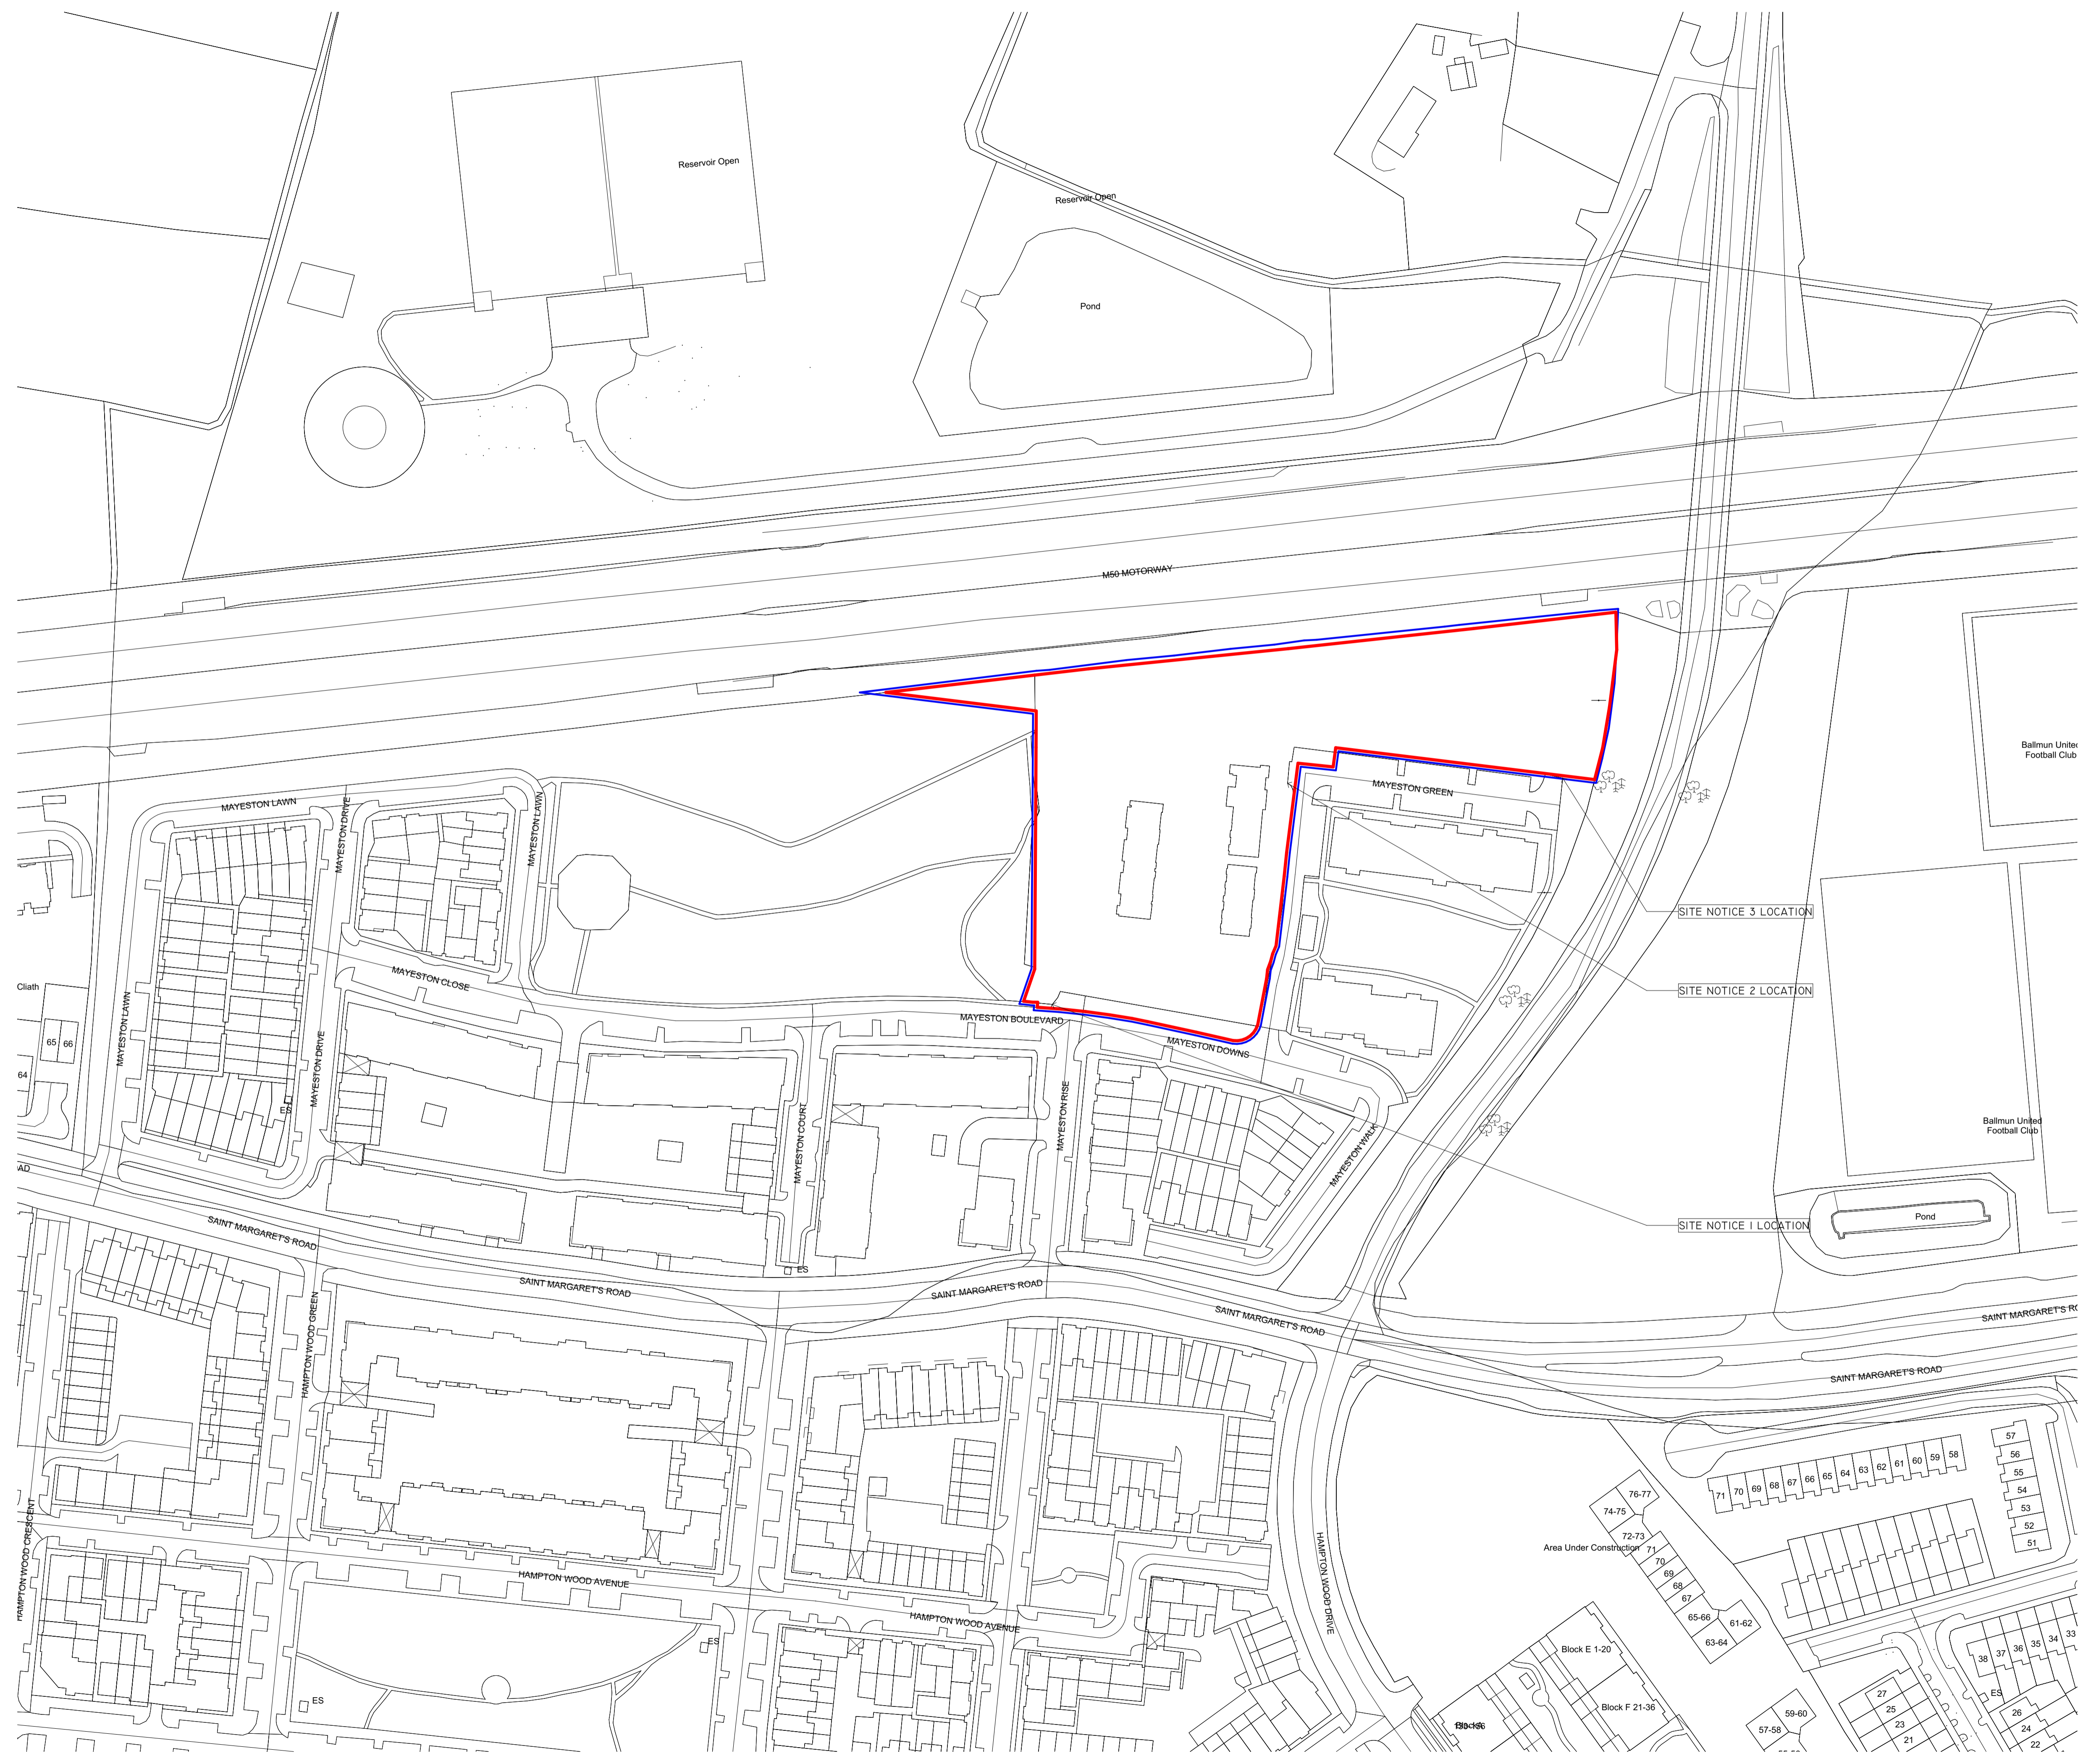 Reservoir Open
Reservoir Open
Pond
M50 MOTORWAY
Ballmun United
Football Club
MAYESTON GREEN
MAYESTON LAWN
MAYESTON DRIVE
MAYESTON LAWN
SITE NOTICE 3 LOCATION
MAYESTON CLOSE
Cliath
SITE NOTICE 2 LOCATION
MAYESTON BOULEVARD
MAYESTON LAWN
65
66
MAYESTON DOWNS
MAYESTON DRIVE
64
ES
MAYESTON COURT
MAYESTON RISE
Ballmun United
Football Club
MAYESTON WALK
AD
SITE NOTICE 1 LOCATION
Pond
SAINT MARGARET'S ROAD
ES
SAINT MARGARET'S ROAD
SAINT MARGARET'S ROAD
SAINT MARGARET'S ROAD
SAINT MARGARET'S RO
HAMPTON WOOD GREEN
SAINT MARGARET'S ROAD
57
56
55
54
53
52
51
71
70
69
68
67
66
65
64
63
62
61
60
59
58
76-77
74-75
72-73
Area Under Construction
71
70
69
68
67
65-66
63-64
61-62
HAMPTON WOOD CRESCENT
HAMPTON WOOD AVENUE
HAMPTON WOOD DRIVE
HAMPTON WOOD AVENUE
ES
ES
Block E 1-20
Block F 21-36
38
37
36
35
34
33
ES
27
25
23
21
26
24
22
59-60
57-58